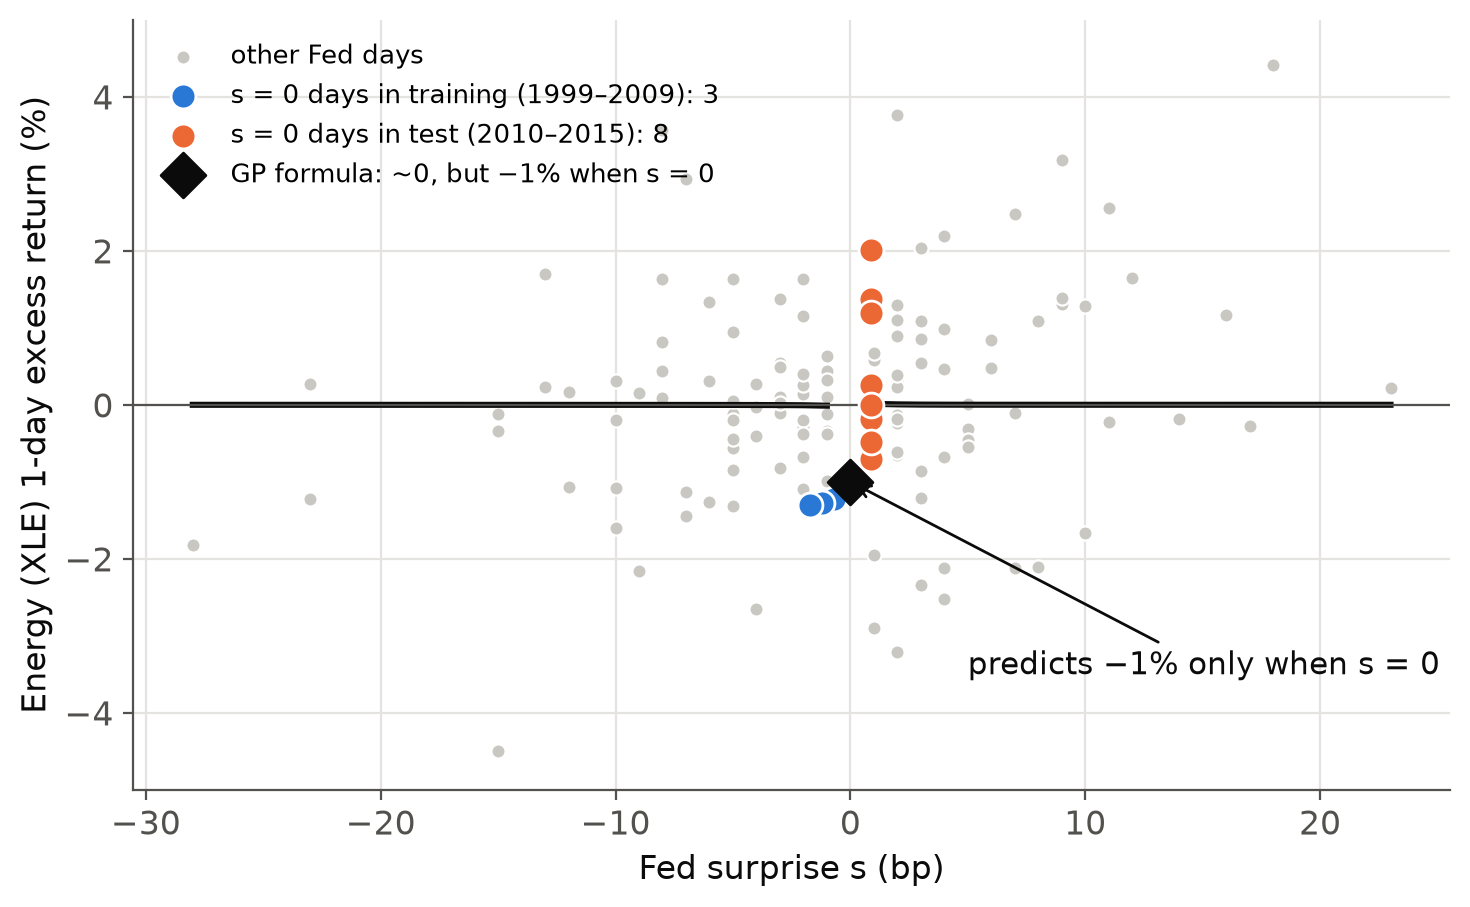 other Fed days
s = 0 days in training (1999–2009): 3
s = 0 days in test (2010–2015): 8
GP formula: ~0, but −1% when s = 0
Energy (XLE) 1-day excess return (%)
4
2
0
−2
−4
predicts −1% only when s = 0
−30
−20
−10
0
10
20
Fed surprise s (bp)